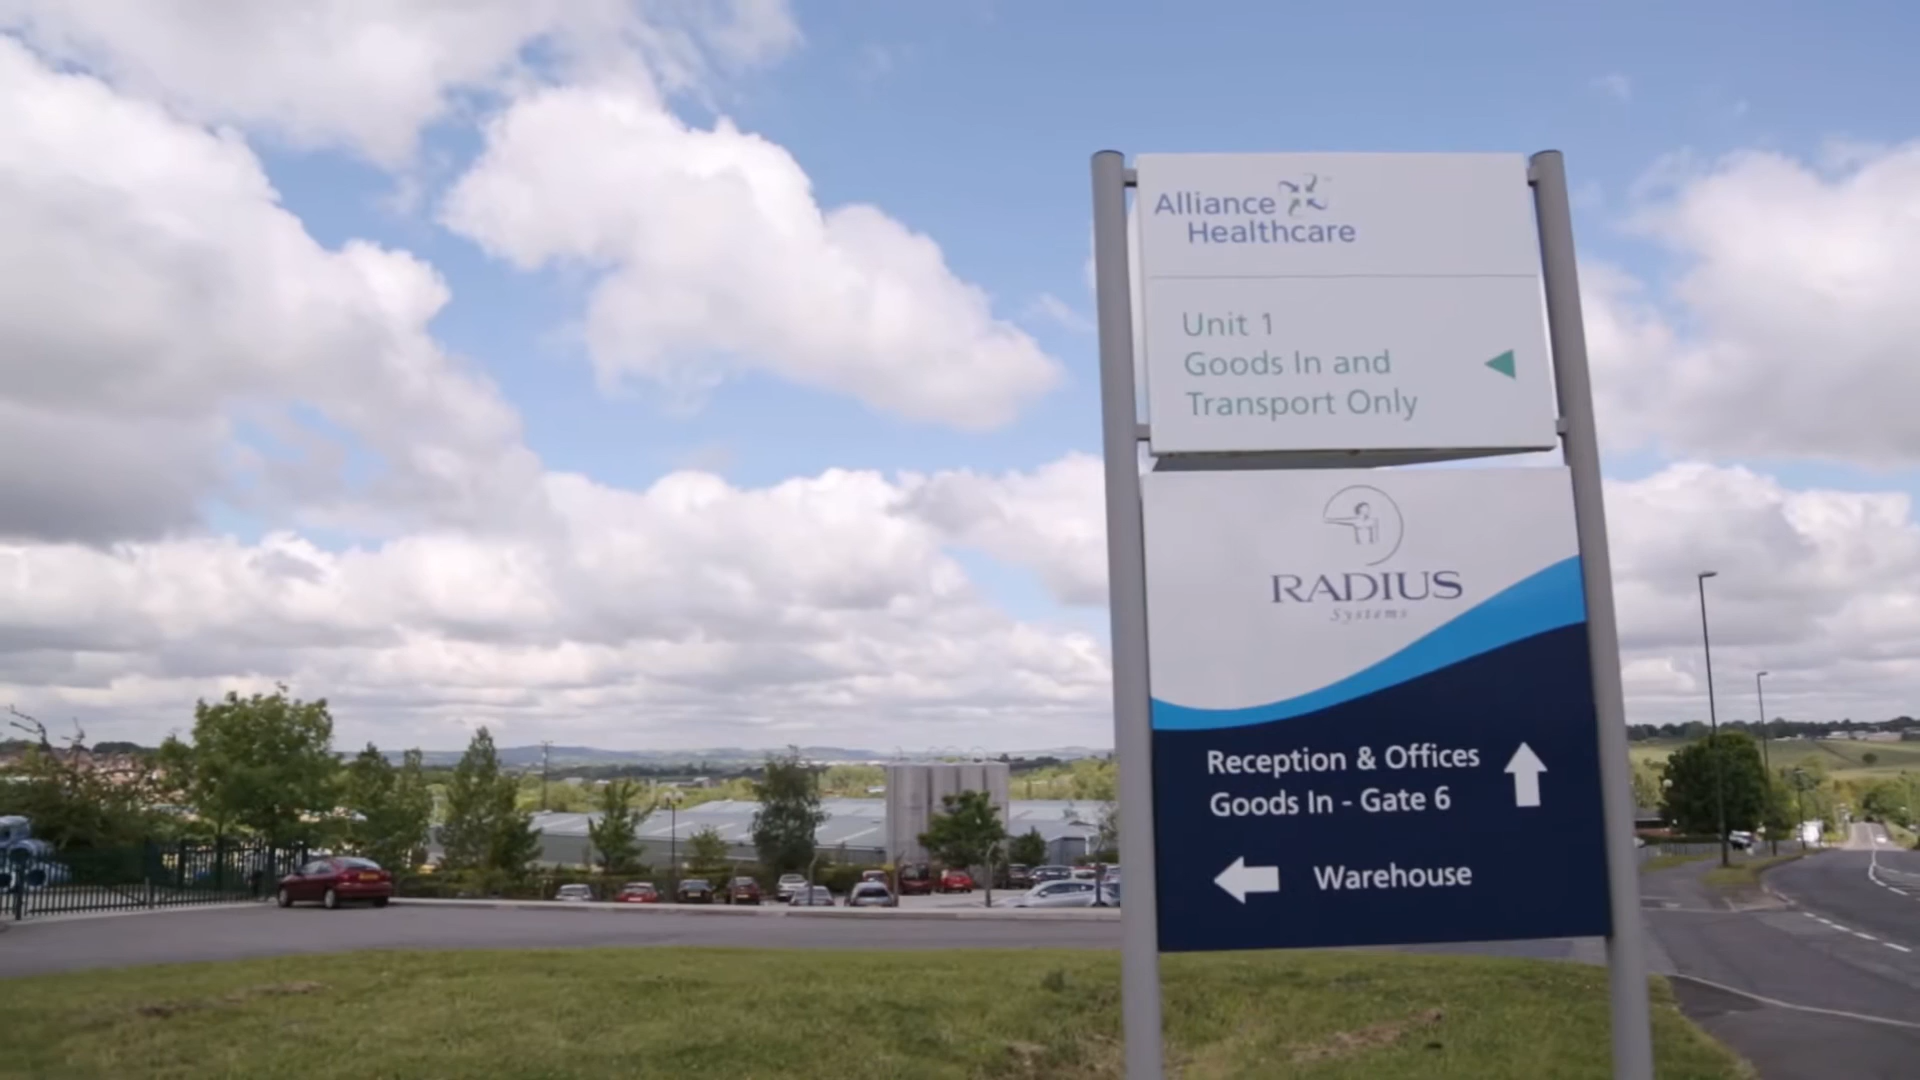 Alliance
Healthcare
Unit 1
Goods In and
Transport Only
RADIUS
Systems
Reception & Offices
Goods In - Gate 6
Warehouse